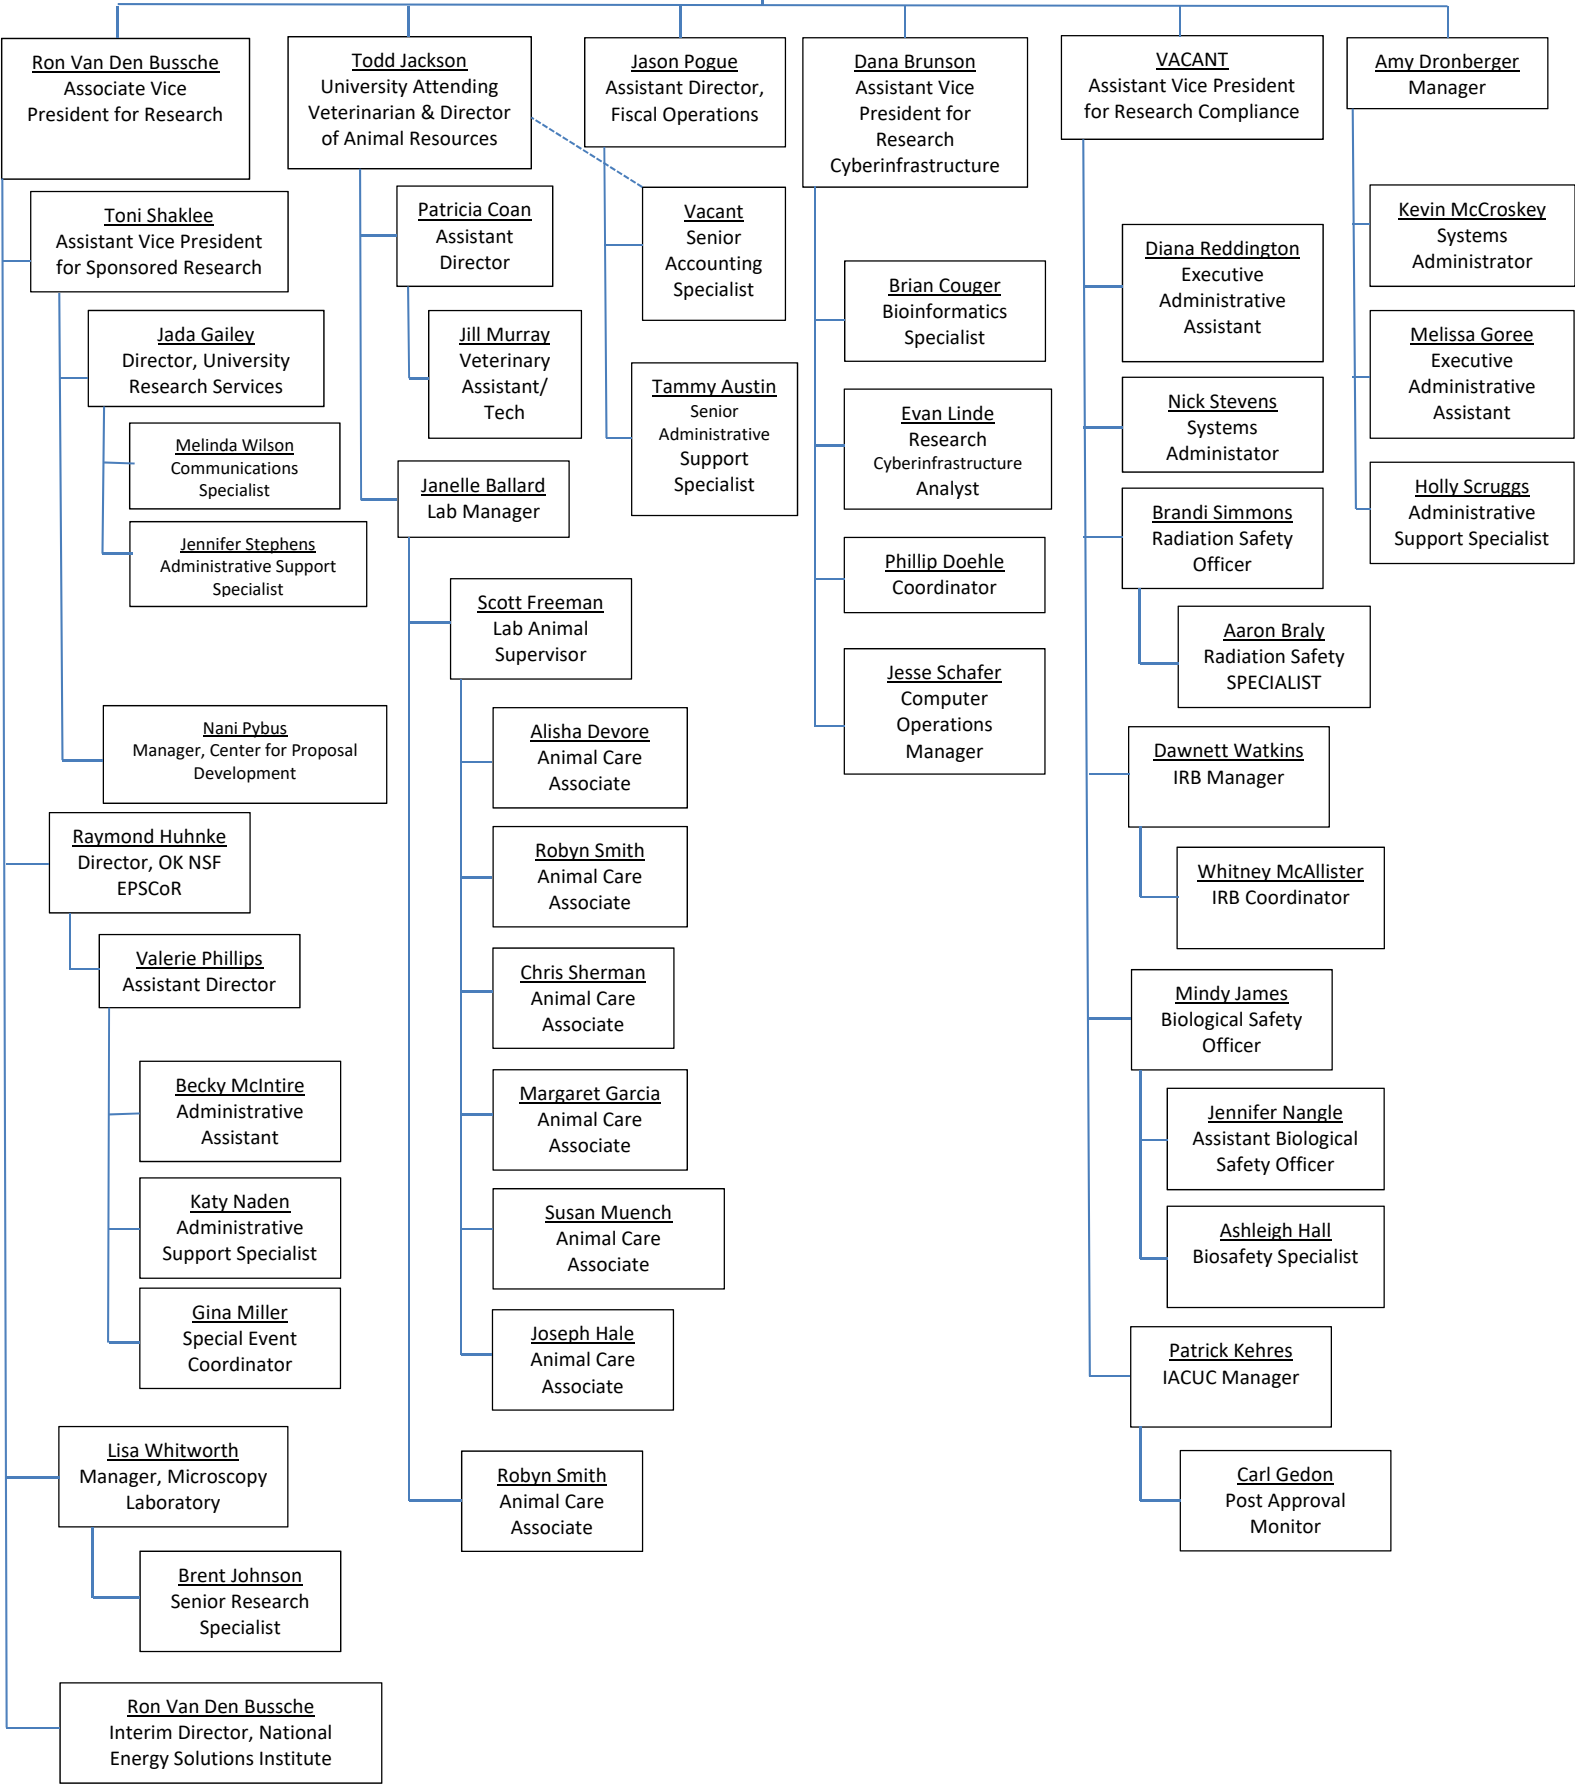 Ron Van Den Bussche
Associate Vice
President for Research
Toni Shaklee
Assistant Vice President
for Sponsored Research
Jada Gailey
Director, University
Research Services
Melinda Wilson
Communications
Specialist
Jennifer Stephens
Administrative Support
Specialist
Nani Pybus
Manager, Center for Proposal
Development
Raymond Huhnke
Director, OK NSF
EPSCoR
Valerie Phillips
Assistant Director
Becky McIntire
Administrative
Assistant
Katy Naden
Administrative
Support Specialist
Gina Miller
Special Event
Coordinator
Lisa Whitworth
Manager, Microscopy
Laboratory
Brent Johnson
Senior Research
Specialist
Ron Van Den Bussche
Interim Director, National
Energy Solutions Institute
Todd Jackson
University Attending
Veterinarian & Director
of Animal Resources
Patricia Coan
Assistant
Director
Jill Murray
Veterinary
Assistant/
Tech
Janelle Ballard
Lab Manager
Scott Freeman
Lab Animal
Supervisor
Alisha Devore
Animal Care
Associate
Robyn Smith
Animal Care
Associate
Chris Sherman
Animal Care
Associate
Margaret Garcia
Animal Care
Associate
Susan Muench
Animal Care
Associate
Joseph Hale
Animal Care
Associate
Robyn Smith
Animal Care
Associate
Jason Pogue
Assistant Director,
Fiscal Operations
Vacant
Senior
Accounting
Specialist
Tammy Austin
Senior
Administrative
Support
Specialist
Dana Brunson
Assistant Vice
President for
Research
Cyberinfrastructure
Brian Couger
Bioinformatics
Specialist
Evan Linde
Research
Cyberinfrastructure
Analyst
Phillip Doehle
Coordinator
Jesse Schafer
Computer
Operations
Manager
VACANT
Assistant Vice President
for Research Compliance
Diana Reddington
Executive
Administrative
Assistant
Nick Stevens
Systems
Administator
Brandi Simmons
Radiation Safety
Officer
Aaron Braly
Radiation Safety
SPECIALIST
Dawnett Watkins
IRB Manager
Whitney McAllister
IRB Coordinator
Mindy James
Biological Safety
Officer
Jennifer Nangle
Assistant Biological
Safety Officer
Ashleigh Hall
Biosafety Specialist
Patrick Kehres
IACUC Manager
Carl Gedon
Post Approval
Monitor
Amy Dronberger
Manager
Kevin McCroskey
Systems
Administrator
Melissa Goree
Executive
Administrative
Assistant
Holly Scruggs
Administrative
Support Specialist